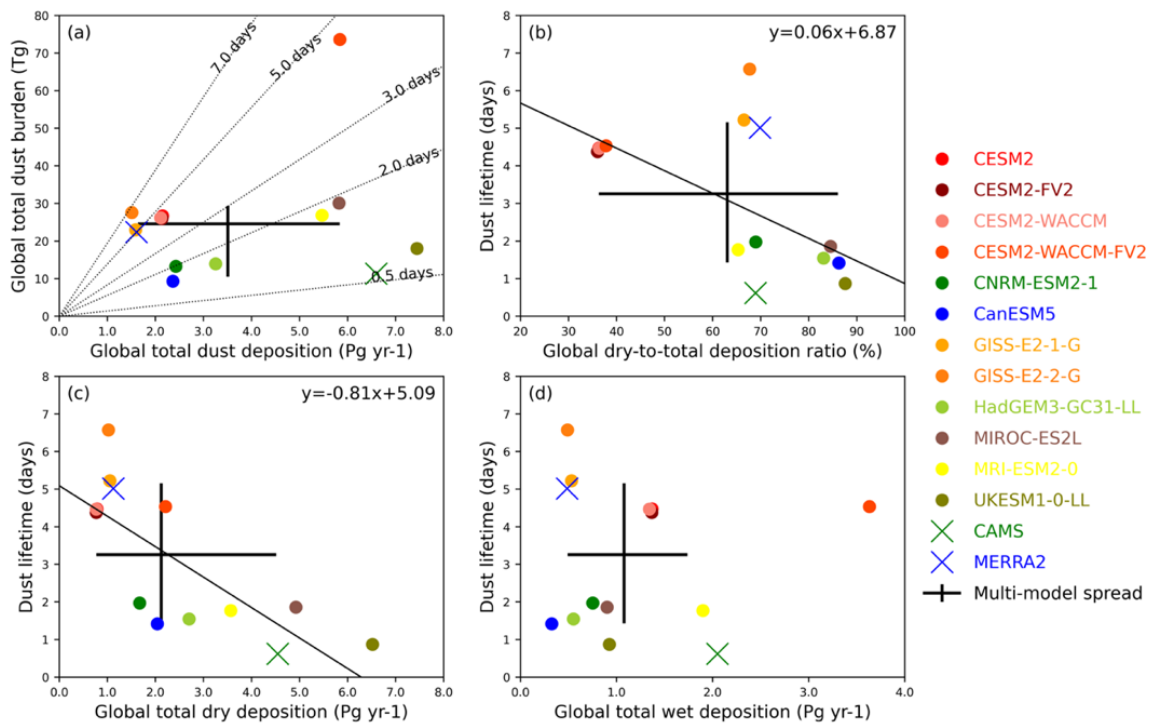 (a)
Global total dust burden (Tg)
80
70
60
50
40
30
20
10
0
7.0 days
5.0 days
3.0 days
2.0 days
0.5 days
0.0 1.0 2.0 3.0 4.0 5.0 6.0 7.0 8.0
Global total dust deposition (Pg yr-1)
(b) y=0.06x+6.87
Dust lifetime (days)
8
7
6
5
4
3
2
1
0
20 30 40 50 60 70 80 90 100
Global dry-to-total deposition ratio (%)
(c) y=-0.81x+5.09
Dust lifetime (days)
8
7
6
5
4
3
2
1
0
0.0 1.0 2.0 3.0 4.0 5.0 6.0 7.0 8.0
Global total dry deposition (Pg yr-1)
(d)
Dust lifetime (days)
8
7
6
5
4
3
2
1
0
0.0 1.0 2.0 3.0 4.0
Global total wet deposition (Pg yr-1)
CESM2
CESM2-FV2
CESM2-WACCM
CESM2-WACCM-FV2
CNRM-ESM2-1
CanESM5
GISS-E2-1-G
GISS-E2-2-G
HadGEM3-GC31-LL
MIROC-ES2L
MRI-ESM2-0
UKESM1-0-LL
CAMS
MERRA2
Multi-model spread